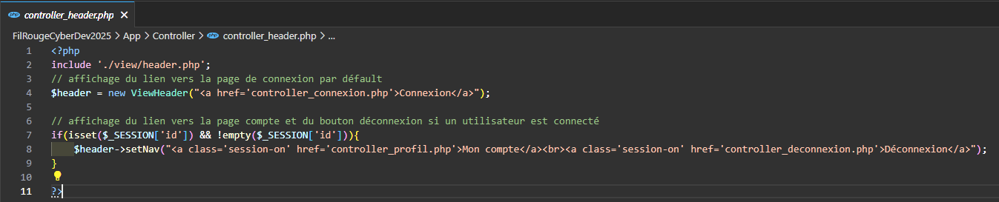 controller_header.php
FilRougeCyberDev2025 > App > Controller > controller_header.php > ...
1 <?php
2 include './view/header.php';
3 // affichage du lien vers la page de connexion par défault
4 $header = new ViewHeader("<a href='controller_connexion.php'>Connexion</a>");
5
6 // affichage du lien vers la page compte et du bouton déconnexion si un utilisateur est connecté
7 if(isset($_SESSION['id']) && !empty($_SESSION['id'])){
8 $header->setNav("<a class='session-on' href='controller_profil.php'>Mon compte</a><br><a class='session-on' href='controller_deconnexion.php'>Déconnexion</a>");
9 }
10
11 ?>